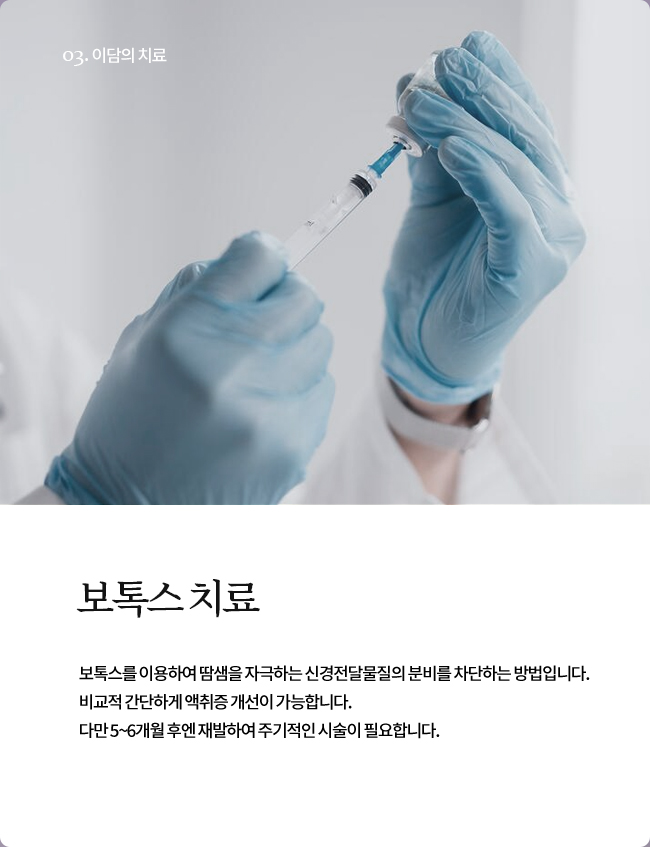 03. 이담의 치료
보톡스 치료
보톡스를 이용하여 땀샘을 자극하는 신경전달물질의 분비를 차단하는 방법입니다.
비교적 간단하게 액취증 개선이 가능합니다.
다만 5~6개월 후엔 재발하여 주기적인 시술이 필요합니다.